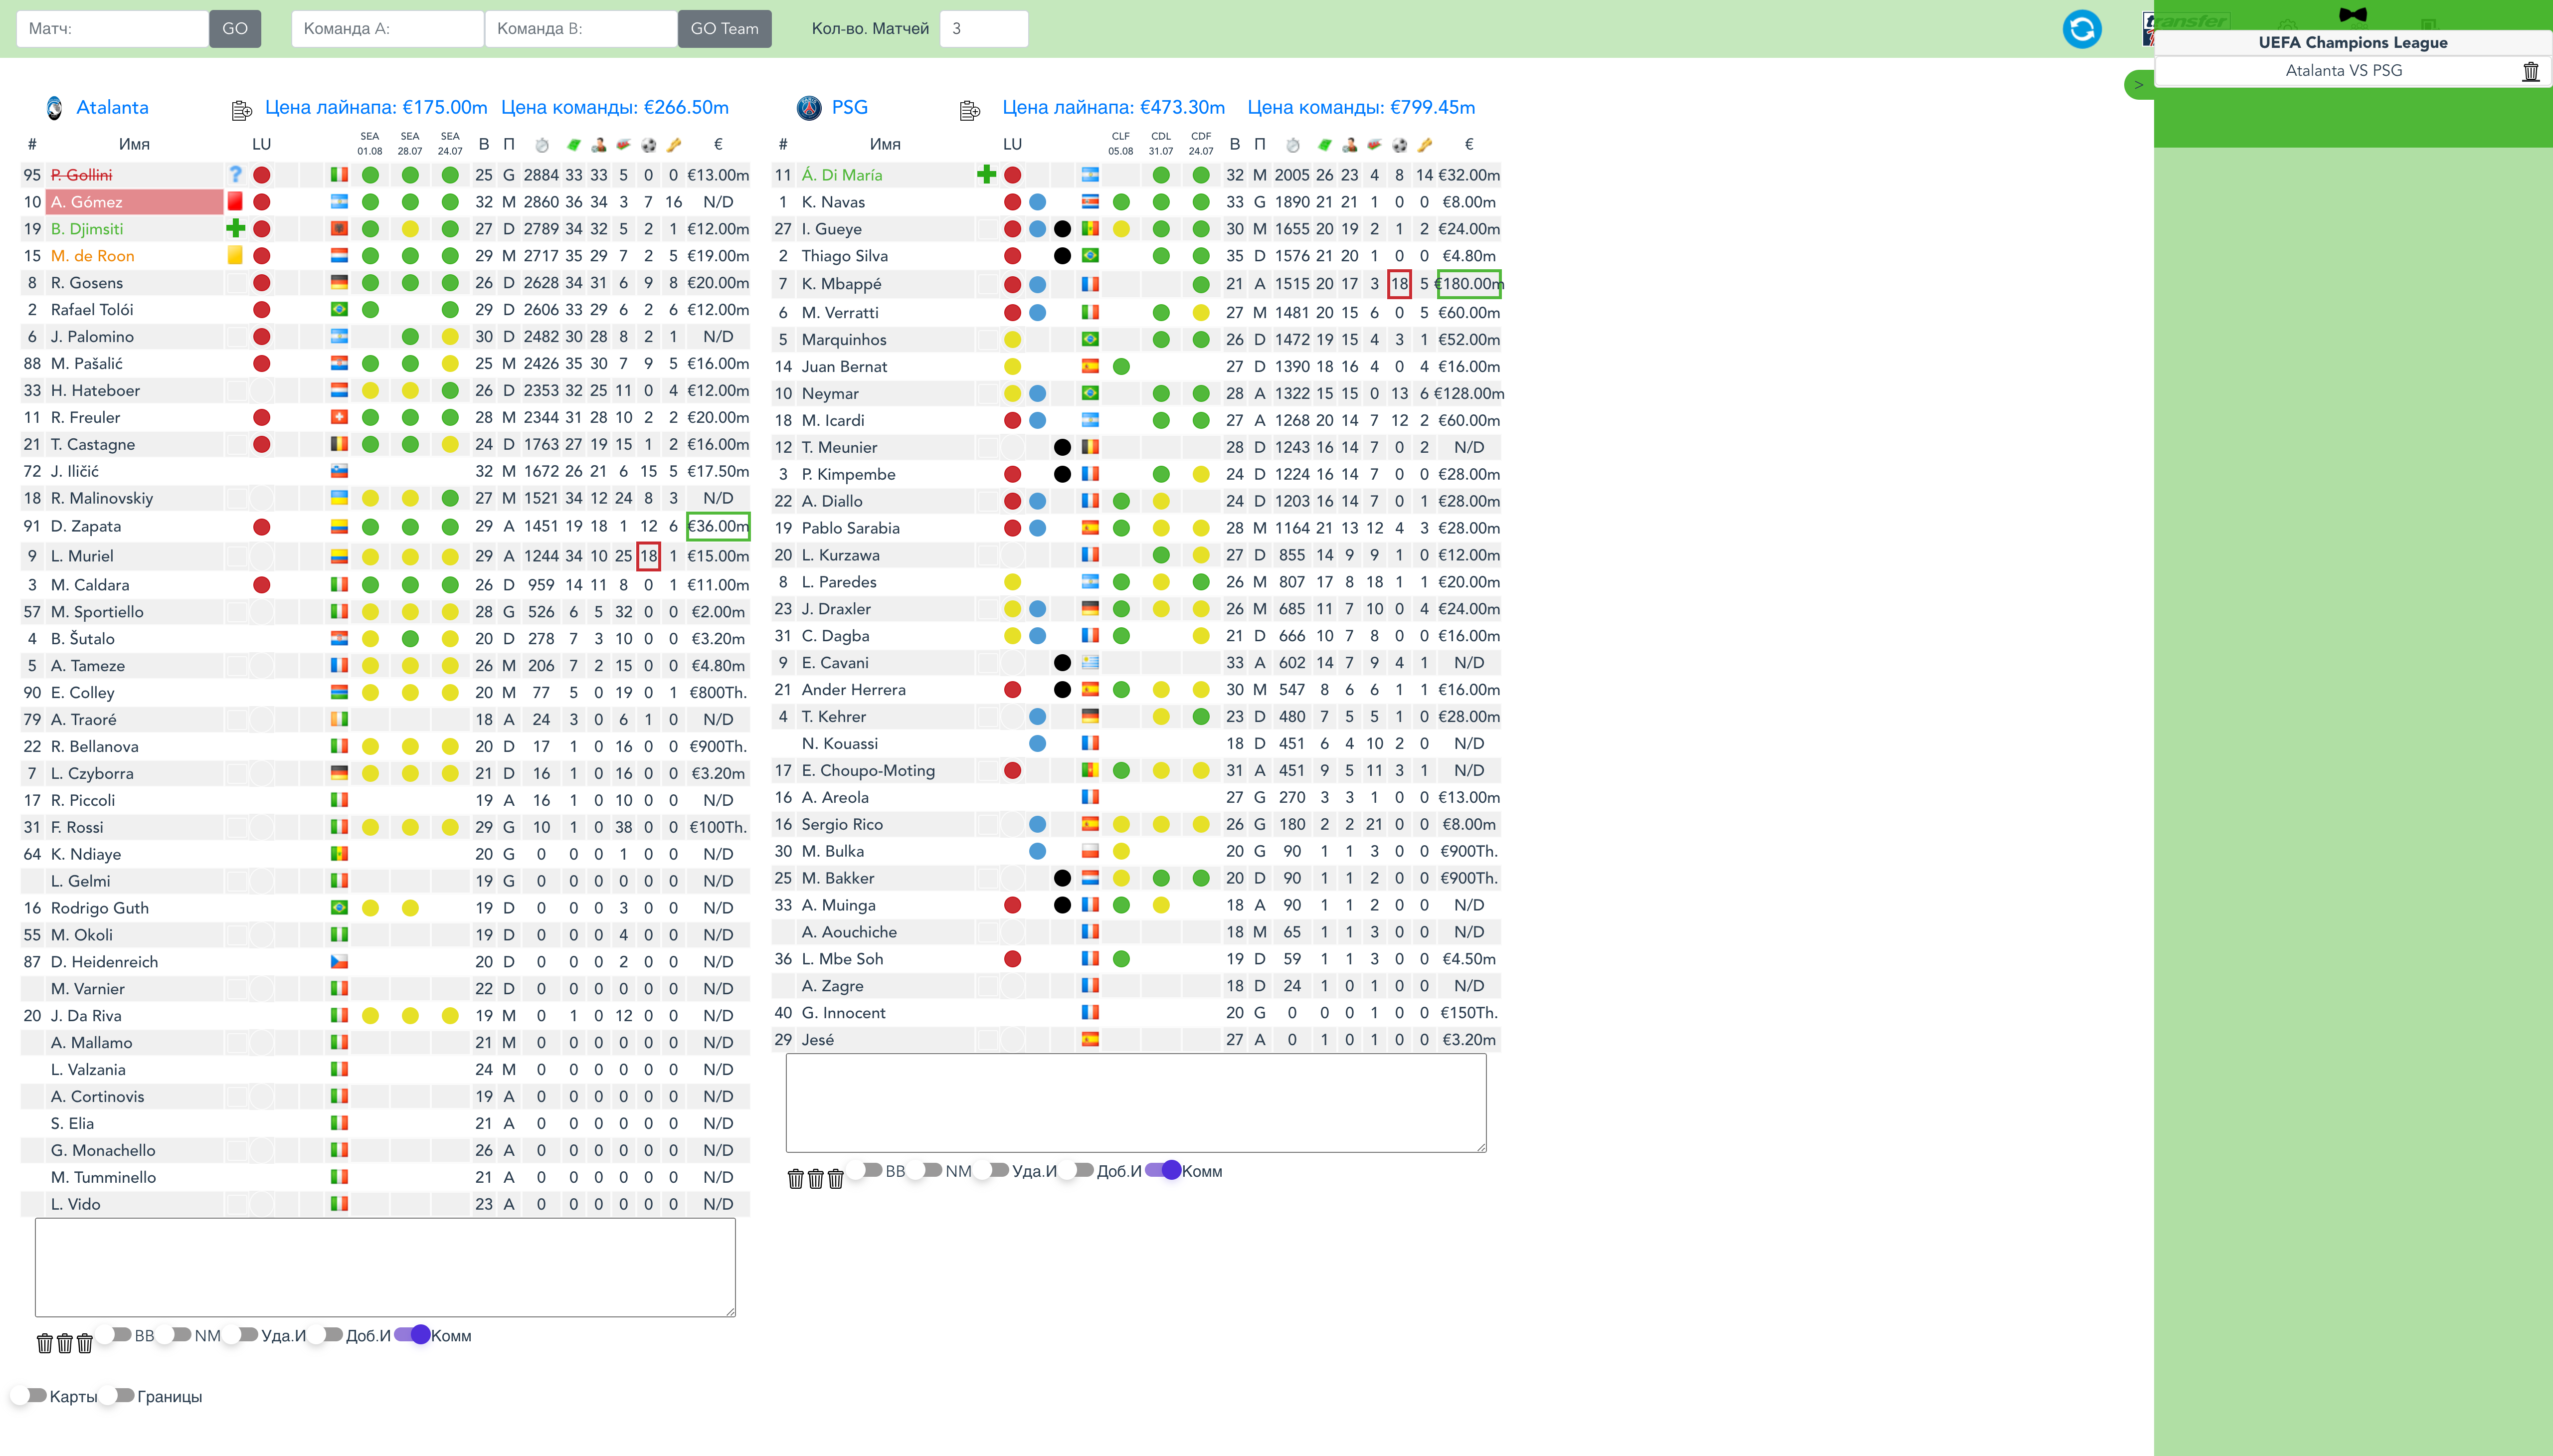 Матч: GO Команда A: Команда B: GO Team Кол-во. Матчей 3
transfer
UEFA Champions League
Atalanta VS PSG
>
Atalanta Цена лайнапа: €175.00m Цена команды: €266.50m
# Имя LU SEA 01.08 SEA 28.07 SEA 24.07 В П €
95 P. Gollini ? 25 G 2884 33 33 5 0 0 €13.00m
10 A. Gómez 32 M 2860 36 34 3 7 16 N/D
19 B. Djimsiti 27 D 2789 34 32 5 2 1 €12.00m
15 M. de Roon 29 M 2717 35 29 7 2 5 €19.00m
8 R. Gosens 26 D 2628 34 31 6 9 8 €20.00m
2 Rafael Tolói 29 D 2606 33 29 6 2 6 €12.00m
6 J. Palomino 30 D 2482 30 28 8 2 1 N/D
88 M. Pašalić 25 M 2426 35 30 7 9 5 €16.00m
33 H. Hateboer 26 D 2353 32 25 11 0 4 €12.00m
11 R. Freuler 28 M 2344 31 28 10 2 2 €20.00m
21 T. Castagne 24 D 1763 27 19 15 1 2 €16.00m
72 J. Iličić 32 M 1672 26 21 6 15 5 €17.50m
18 R. Malinovskiy 27 M 1521 34 12 24 8 3 N/D
91 D. Zapata 29 A 1451 19 18 1 12 6 €36.00m
9 L. Muriel 29 A 1244 34 10 25 18 1 €15.00m
3 M. Caldara 26 D 959 14 11 8 0 1 €11.00m
57 M. Sportiello 28 G 526 6 5 32 0 0 €2.00m
4 B. Šutalo 20 D 278 7 3 10 0 0 €3.20m
5 A. Tameze 26 M 206 7 2 15 0 0 €4.80m
90 E. Colley 20 M 77 5 0 19 0 1 €800Th.
79 A. Traoré 18 A 24 3 0 6 1 0 N/D
22 R. Bellanova 20 D 17 1 0 16 0 0 €900Th.
7 L. Czyborra 21 D 16 1 0 16 0 0 €3.20m
17 R. Piccoli 19 A 16 1 0 10 0 0 N/D
31 F. Rossi 29 G 10 1 0 38 0 0 €100Th.
64 K. Ndiaye 20 G 0 0 0 1 0 0 N/D
L. Gelmi 19 G 0 0 0 0 0 0 N/D
16 Rodrigo Guth 19 D 0 0 0 3 0 0 N/D
55 M. Okoli 19 D 0 0 0 4 0 0 N/D
87 D. Heidenreich 20 D 0 0 0 2 0 0 N/D
M. Varnier 22 D 0 0 0 0 0 0 N/D
20 J. Da Riva 19 M 0 1 0 12 0 0 N/D
A. Mallamo 21 M 0 0 0 0 0 0 N/D
L. Valzania 24 M 0 0 0 0 0 0 N/D
A. Cortinovis 19 A 0 0 0 0 0 0 N/D
S. Elia 21 A 0 0 0 0 0 0 N/D
G. Monachello 26 A 0 0 0 0 0 0 N/D
M. Tumminello 21 A 0 0 0 0 0 0 N/D
L. Vido 23 A 0 0 0 0 0 0 N/D
BB NM Уда.И Доб.И Комм
Карты Границы
PSG Цена лайнапа: €473.30m Цена команды: €799.45m
# Имя LU CLF 05.08 CDL 31.07 CDF 24.07 В П €
11 Á. Di María 32 M 2005 26 23 4 8 14 €32.00m
1 K. Navas 33 G 1890 21 21 1 0 0 €8.00m
27 I. Gueye 30 M 1655 20 19 2 1 2 €24.00m
2 Thiago Silva 35 D 1576 21 20 1 0 0 €4.80m
7 K. Mbappé 21 A 1515 20 17 3 18 5 €180.00m
6 M. Verratti 27 M 1481 20 15 6 0 5 €60.00m
5 Marquinhos 26 D 1472 19 15 4 3 1 €52.00m
14 Juan Bernat 27 D 1390 18 16 4 0 4 €16.00m
10 Neymar 28 A 1322 15 15 0 13 6 €128.00m
18 M. Icardi 27 A 1268 20 14 7 12 2 €60.00m
12 T. Meunier 28 D 1243 16 14 7 0 2 N/D
3 P. Kimpembe 24 D 1224 16 14 7 0 0 €28.00m
22 A. Diallo 24 D 1203 16 14 7 0 1 €28.00m
19 Pablo Sarabia 28 M 1164 21 13 12 4 3 €28.00m
20 L. Kurzawa 27 D 855 14 9 9 1 0 €12.00m
8 L. Paredes 26 M 807 17 8 18 1 1 €20.00m
23 J. Draxler 26 M 685 11 7 10 0 4 €24.00m
31 C. Dagba 21 D 666 10 7 8 0 0 €16.00m
9 E. Cavani 33 A 602 14 7 9 4 1 N/D
21 Ander Herrera 30 M 547 8 6 6 1 1 €16.00m
4 T. Kehrer 23 D 480 7 5 5 1 0 €28.00m
N. Kouassi 18 D 451 6 4 10 2 0 N/D
17 E. Choupo-Moting 31 A 451 9 5 11 3 1 N/D
16 A. Areola 27 G 270 3 3 1 0 0 €13.00m
16 Sergio Rico 26 G 180 2 2 21 0 0 €8.00m
30 M. Bulka 20 G 90 1 1 3 0 0 €900Th.
25 M. Bakker 20 D 90 1 1 2 0 0 €900Th.
33 A. Muinga 18 A 90 1 1 2 0 0 N/D
A. Aouchiche 18 M 65 1 1 3 0 0 N/D
36 L. Mbe Soh 19 D 59 1 1 3 0 0 €4.50m
A. Zagre 18 D 24 1 0 1 0 0 N/D
40 G. Innocent 20 G 0 0 0 1 0 0 €150Th.
29 Jesé 27 A 0 1 0 1 0 0 €3.20m
BB NM Уда.И Доб.И Комм